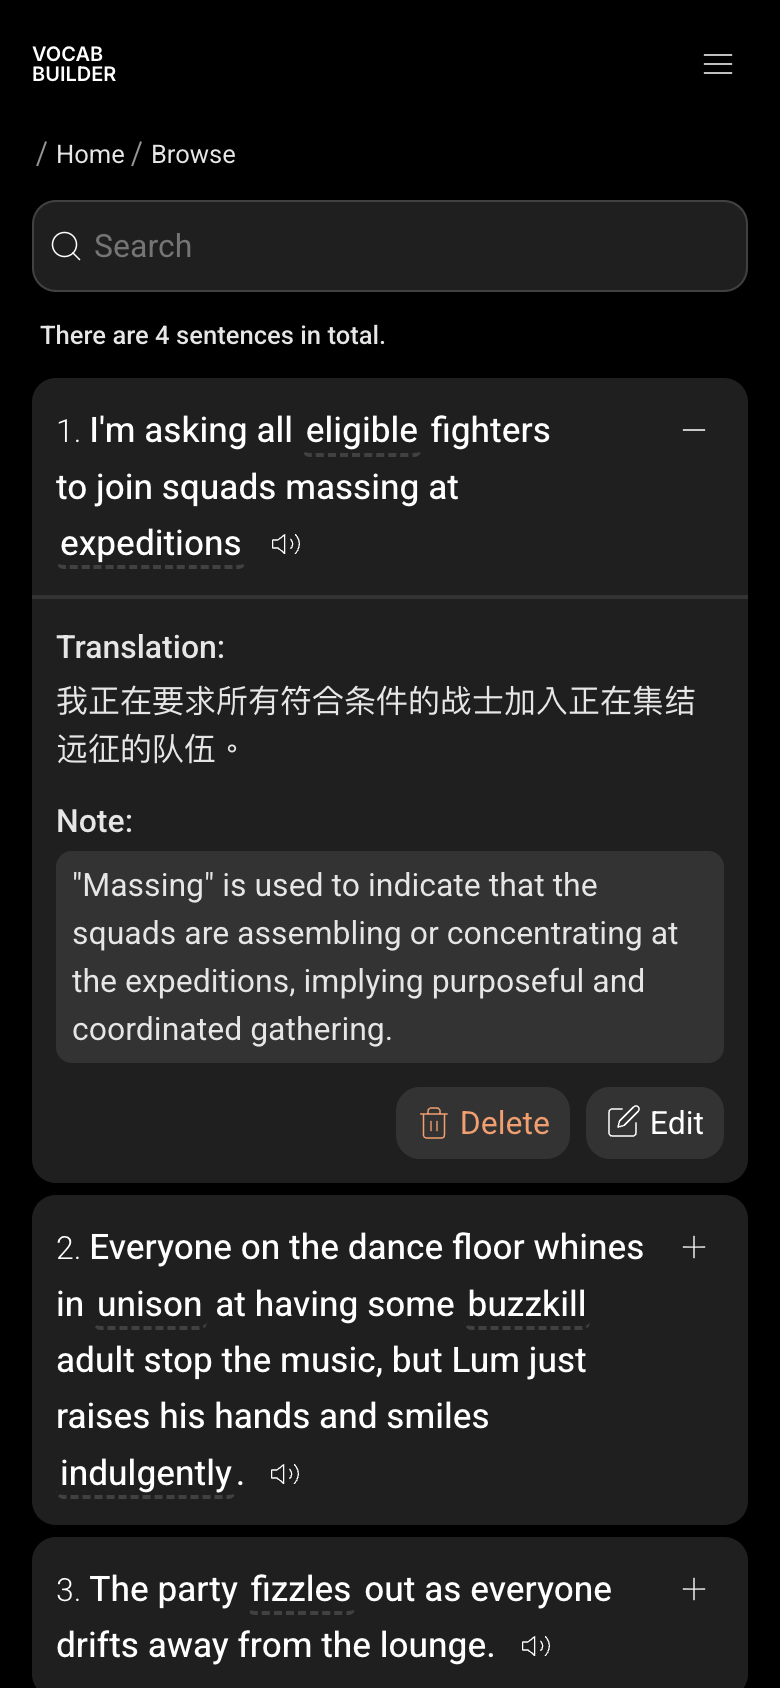 VOCAB
BUILDER
/ Home / Browse
Search
There are 4 sentences in total.
1. I'm asking all eligible fighters
to join squads massing at
expeditions
Translation:
我正在要求所有符合条件的战士加入正在集结
远征的队伍。
Note:
"Massing" is used to indicate that the
squads are assembling or concentrating at
the expeditions, implying purposeful and
coordinated gathering.
Delete Edit
2. Everyone on the dance floor whines
in unison at having some buzzkill
adult stop the music, but Lum just
raises his hands and smiles
indulgently.
3. The party fizzles out as everyone
drifts away from the lounge.